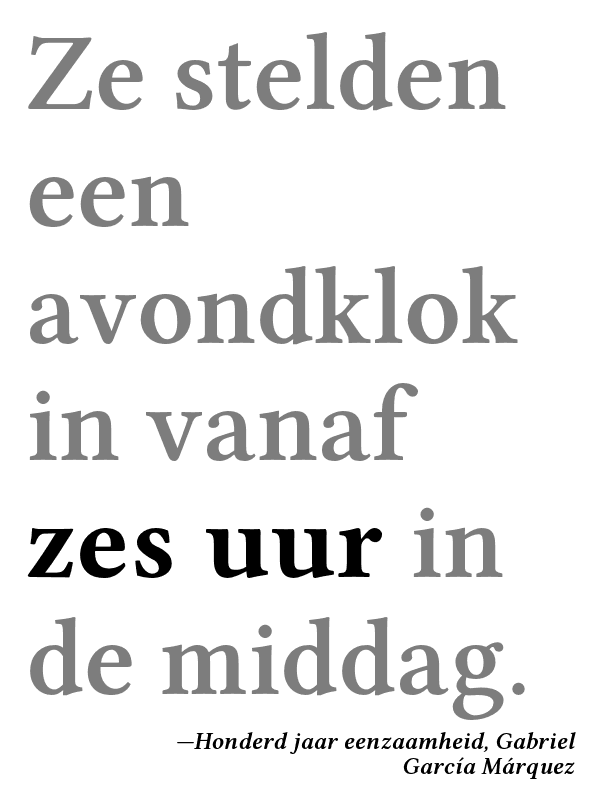 Ze stelden
een
avondklok
in vanaf
zes uur in
de middag.
—Honderd jaar eenzaamheid, Gabriel
García Márquez